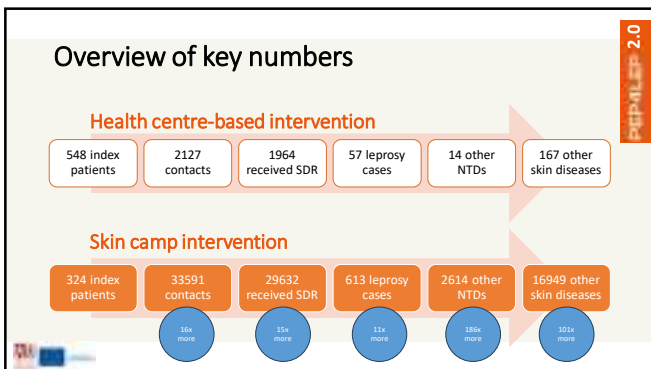 Overview of key numbers
PEP4LEP 2.0
Health centre-based intervention
548 index
patients
2127
contacts
1964
received SDR
57 leprosy
cases
14 other
NTDs
167 other
skin diseases
Skin camp intervention
324 index
patients
33591
contacts
29632
received SDR
613 leprosy
cases
2614 other
NTDs
16949 other
skin diseases
16x
more
15x
more
11x
more
186x
more
101x
more